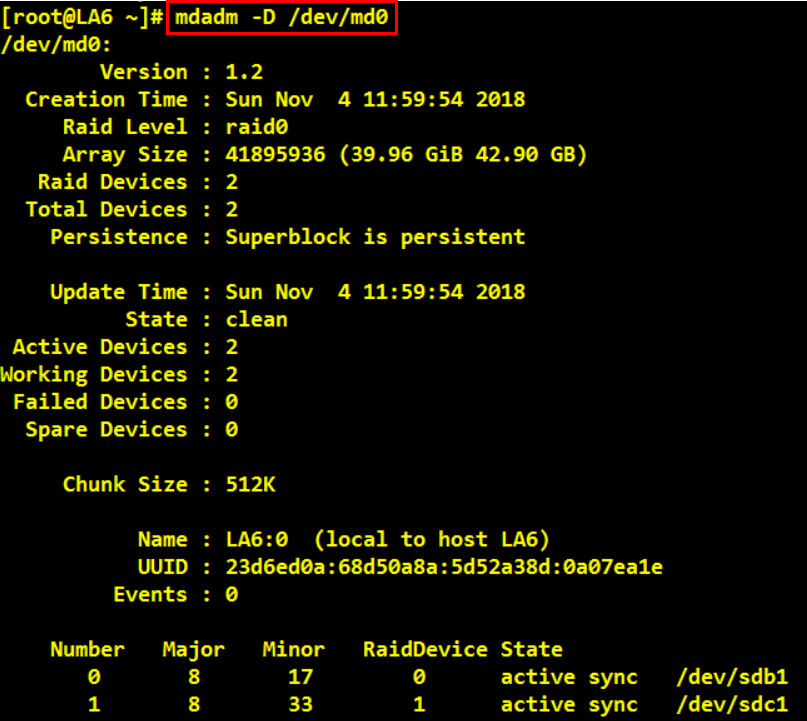 [root@LA6 ~]# mdadm -D /dev/md0
/dev/md0:
Version : 1.2
Creation Time : Sun Nov  4 11:59:54 2018
Raid Level : raid0
Array Size : 41895936 (39.96 GiB 42.90 GB)
Raid Devices : 2
Total Devices : 2
Persistence : Superblock is persistent
Update Time : Sun Nov  4 11:59:54 2018
State : clean
Active Devices : 2
Working Devices : 2
Failed Devices : 0
Spare Devices : 0
Chunk Size : 512K
Name : LA6:0  (local to host LA6)
UUID : 23d6ed0a:68d50a8a:5d52a38d:0a07ea1e
Events : 0
Number   Major   Minor   RaidDevice State
0       8       17        0      active sync   /dev/sdb1
1       8       33        1      active sync   /dev/sdc1